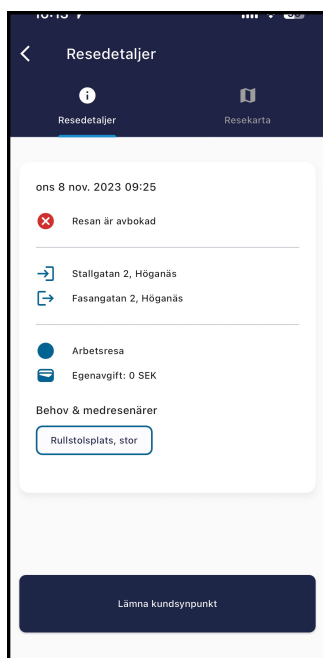 Resedetaljer
Resedetaljer
Resekarta
ons 8 nov. 2023 09:25
Resan är avbokad
Stallgatan 2, Höganäs
Fasangatan 2, Höganäs
Arbetsresa
Egenavgift: 0 SEK
Behov & medresenärer
Rullstolsplats, stor
Lämna kundsynpunkt